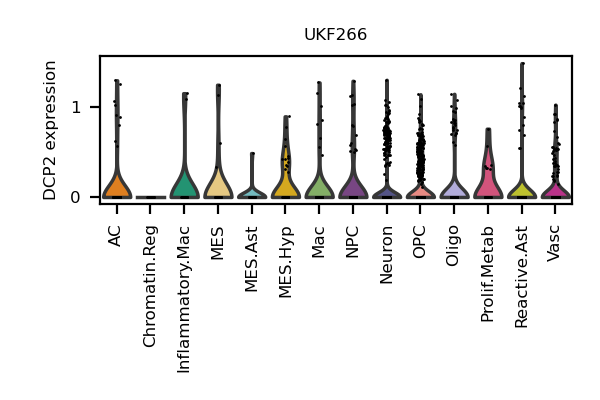 UKF266
DCP2 expression
1
0
AC
Chromatin.Reg
Inflammatory.Mac
MES
MES.Ast
MES.Hyp
Mac
NPC
Neuron
OPC
Oligo
Prolif.Metab
Reactive.Ast
Vasc